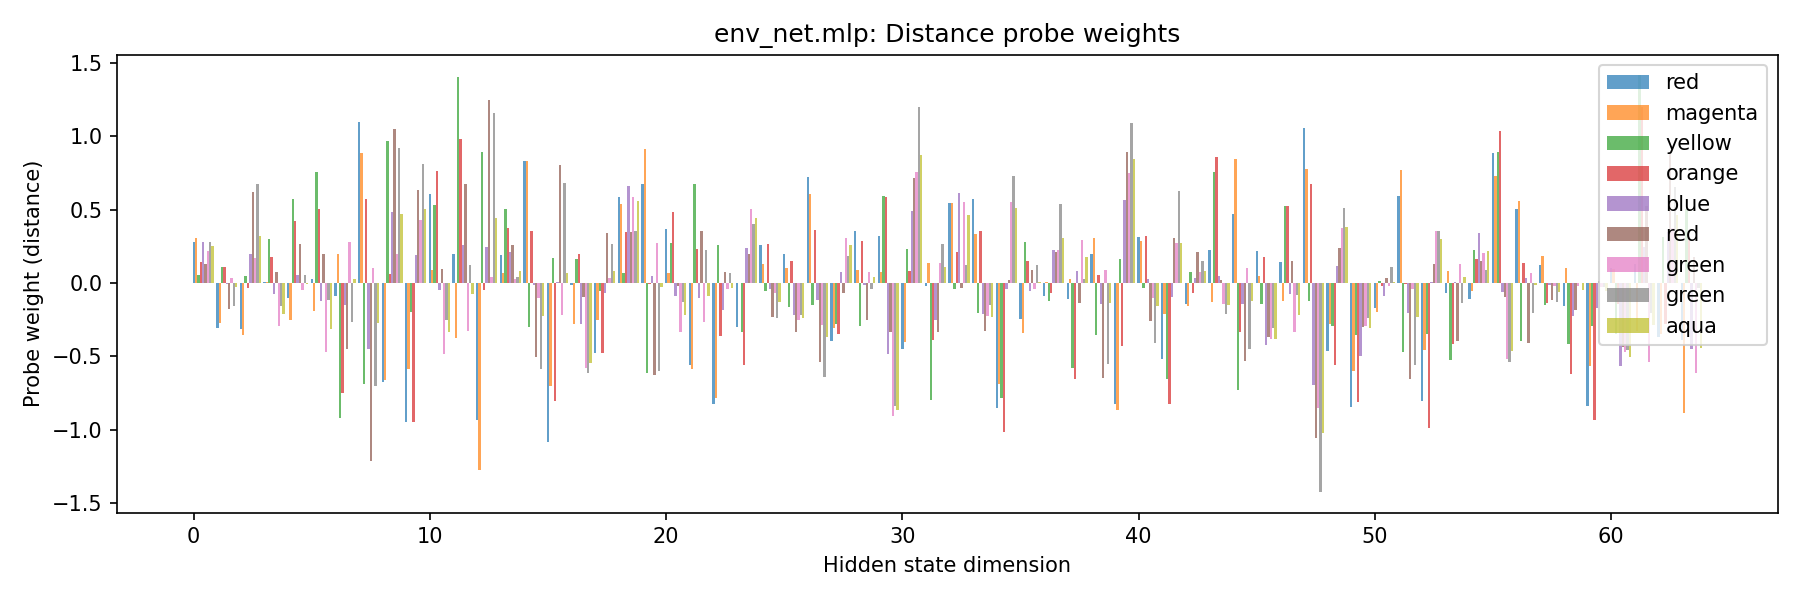 env_net.mlp: Distance probe weights
1.5
1.0
0.5
0.0
−0.5
−1.0
−1.5
Probe weight (distance)
red
magenta
yellow
orange
blue
red
green
green
aqua
0 10 20 30 40 50 60
Hidden state dimension